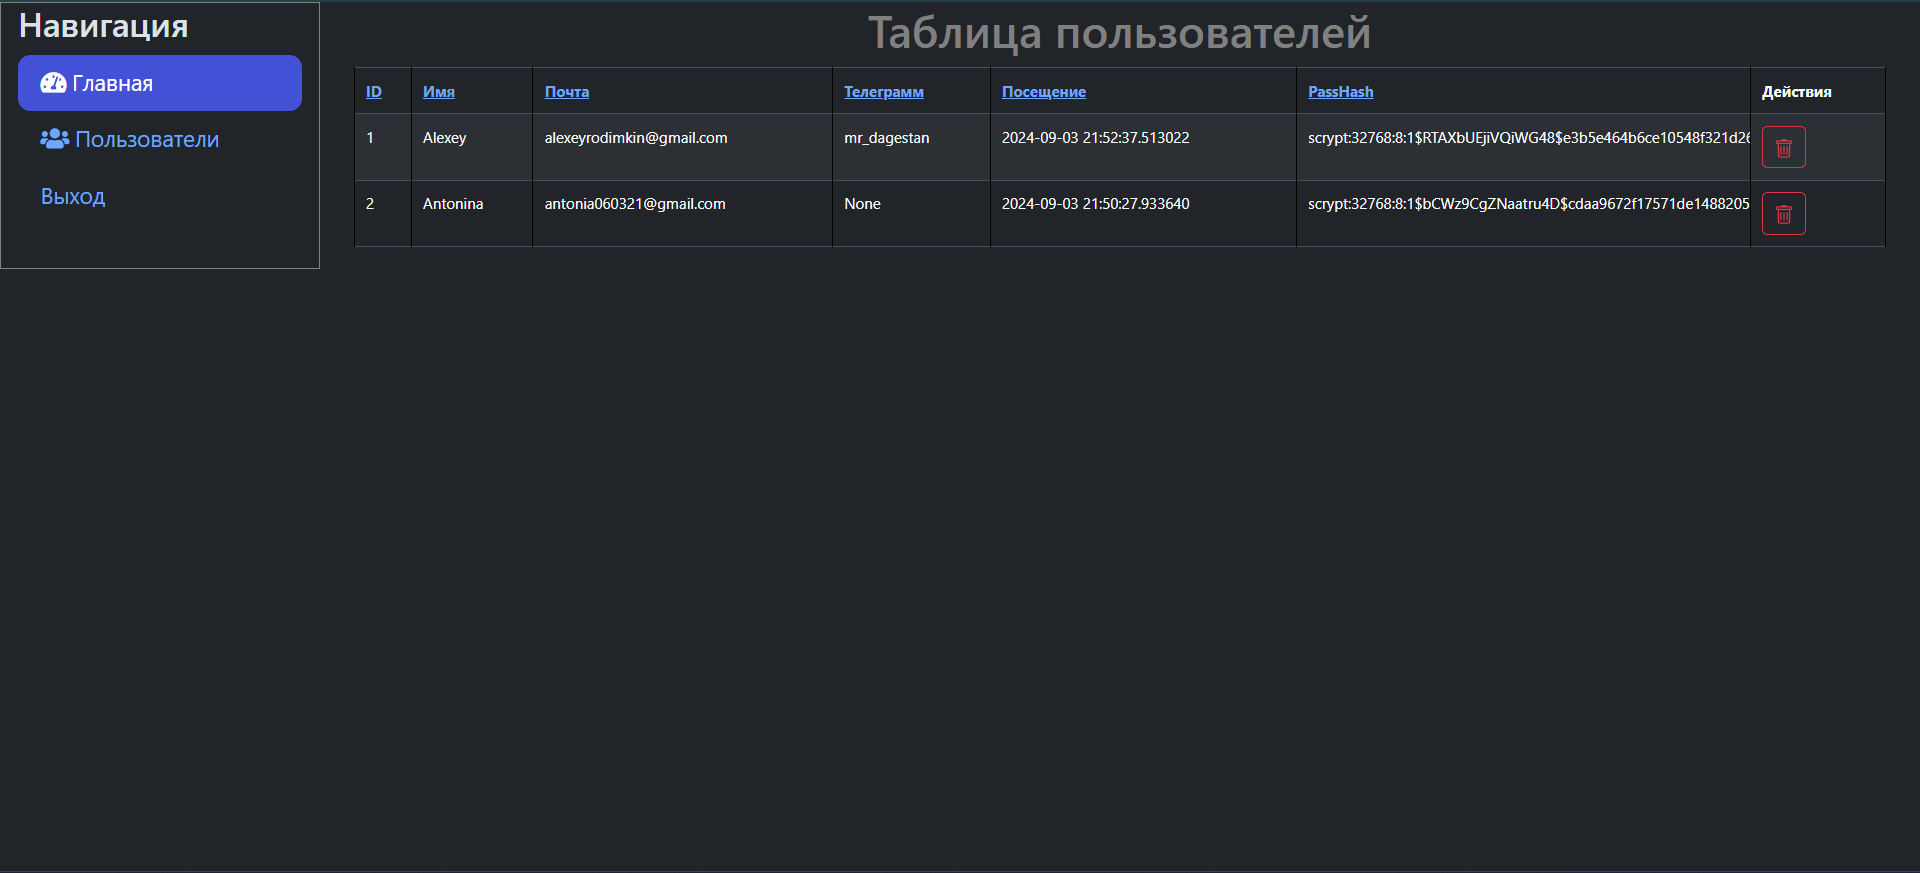 Навигация
Главная
Пользователи
Выход
Таблица пользователей
ID Имя Почта Телеграмм Посещение PassHash Действия
1 Alexey alexeyrodimkin@gmail.com mr_dagestan 2024-09-03 21:52:37.513022 scrypt:32768:8:1$RTAXbUEjiVQiWG48$e3b5e464b6ce10548f321d26
2 Antonina antonia060321@gmail.com None 2024-09-03 21:50:27.933640 scrypt:32768:8:1$bCWz9CgZNaatru4D$cdaa9672f17571de1488205